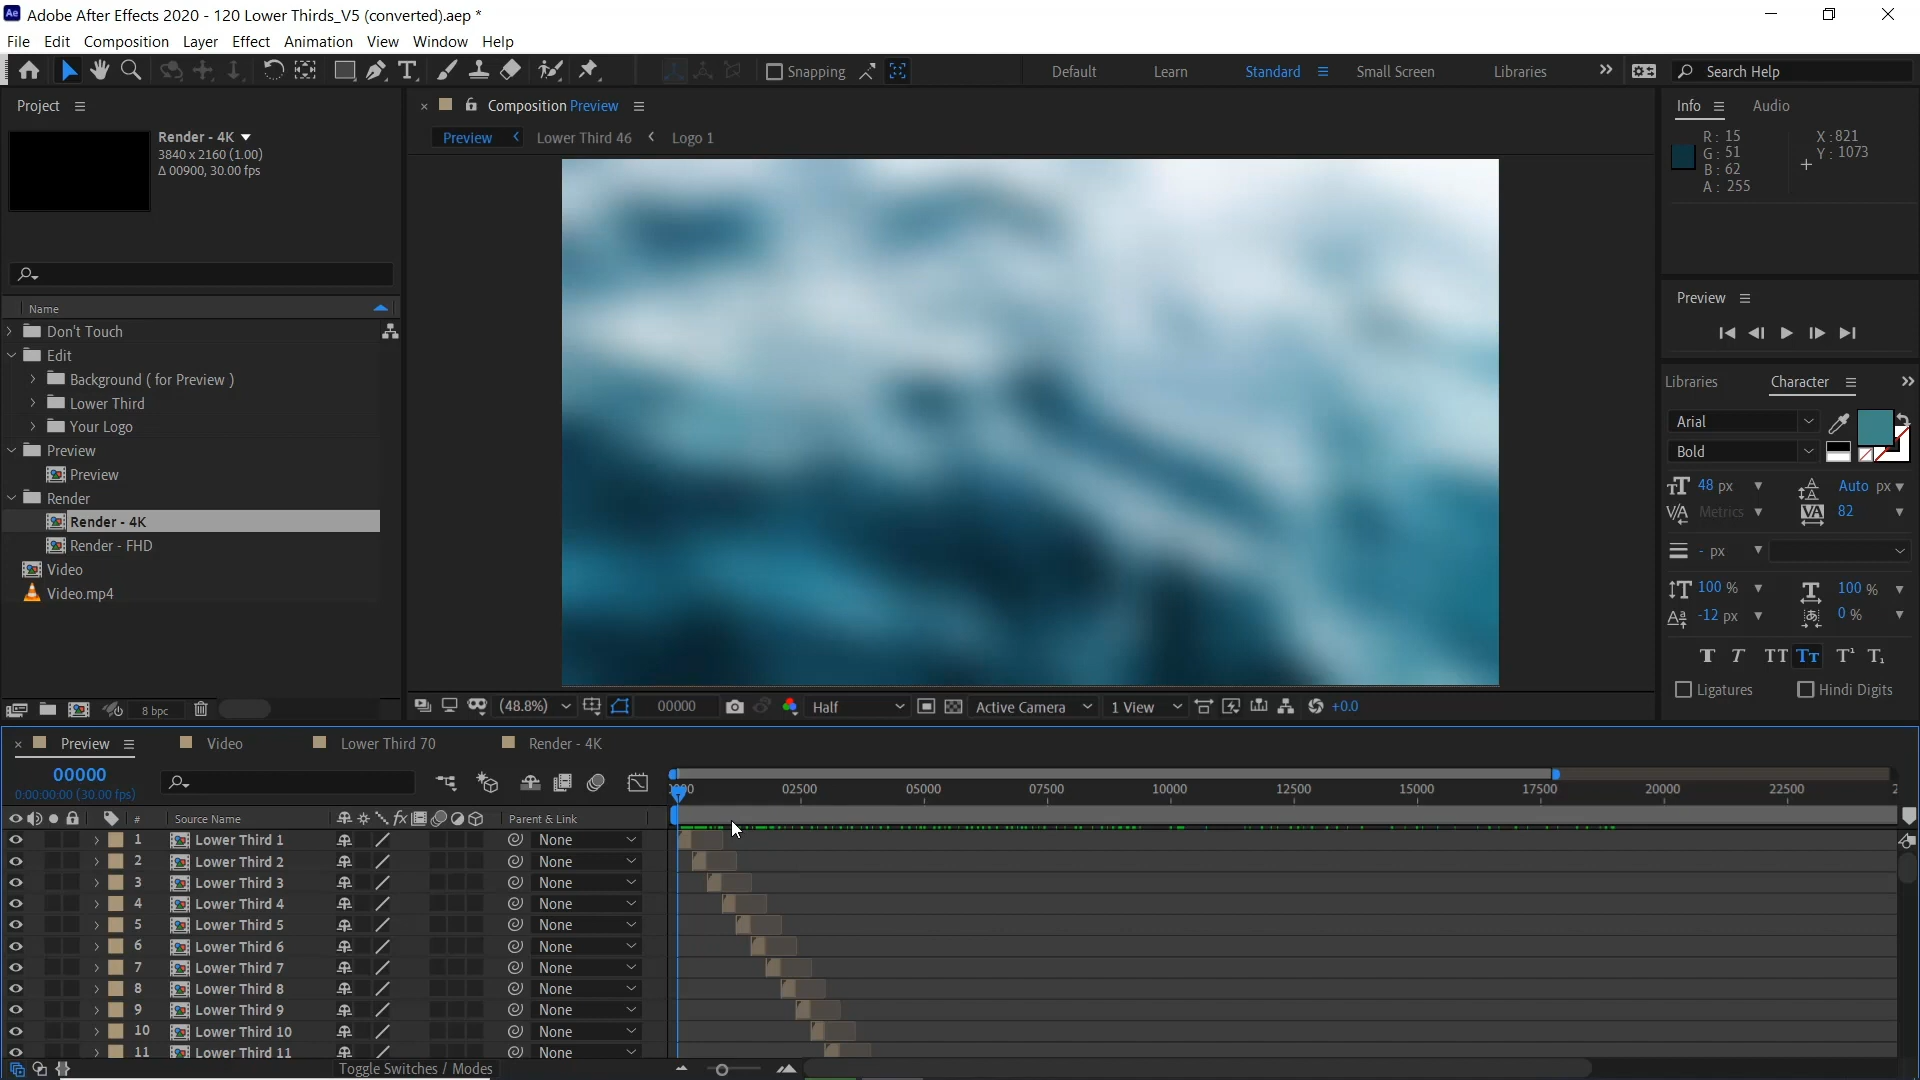 Ae Adobe After Effects 2020 - 120 Lower Thirds_V5 (converted).aep *
File Edit Composition Layer Effect Animation View Window Help
Snapping Default Learn Standard Small Screen Libraries Search Help
Project
Composition Preview
Info Audio
Render - 4K
3840 x 2160 (1.00)
Δ 00900, 30.00 fps
Preview Lower Third 46 Logo 1
R: 15 X: 821
G: 51 Y: 1073
B: 62
A: 255
Name
Don't Touch
Edit
Background ( for Preview )
Lower Third
Your Logo
Preview
Preview
Render
Render - 4K
Render - FHD
Video
Video.mp4
8 bpc
(48.8%) 00000 Half Active Camera 1 View +0.0
Preview
Libraries Character
Arial
Bold
48 px Auto px
Metrics 82
- px
100 % 100 %
-12 px 0 %
T T TT Tт T¹ T₁
Ligatures Hindi Digits
Preview Video Lower Third 70 Render - 4K
00000
0:00:00:00 (30.00 fps)
02500 05000 07500 10000 12500 15000 17500 20000 22500
# Source Name fx Parent & Link
1 Lower Third 1 None
2 Lower Third 2 None
3 Lower Third 3 None
4 Lower Third 4 None
5 Lower Third 5 None
6 Lower Third 6 None
7 Lower Third 7 None
8 Lower Third 8 None
9 Lower Third 9 None
10 Lower Third 10 None
11 Lower Third 11 None
Toggle Switches / Modes